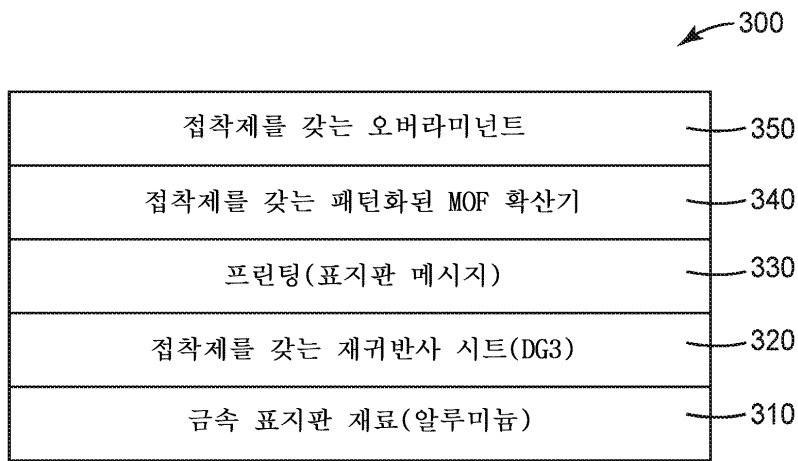 300
접착제를 갖는 오버라미넌트 350
접착제를 갖는 패턴화된 MOF 확산기 340
프린팅(표지판 메시지) 330
접착제를 갖는 재귀반사 시트(DG3) 320
금속 표지판 재료(알루미늄) 310